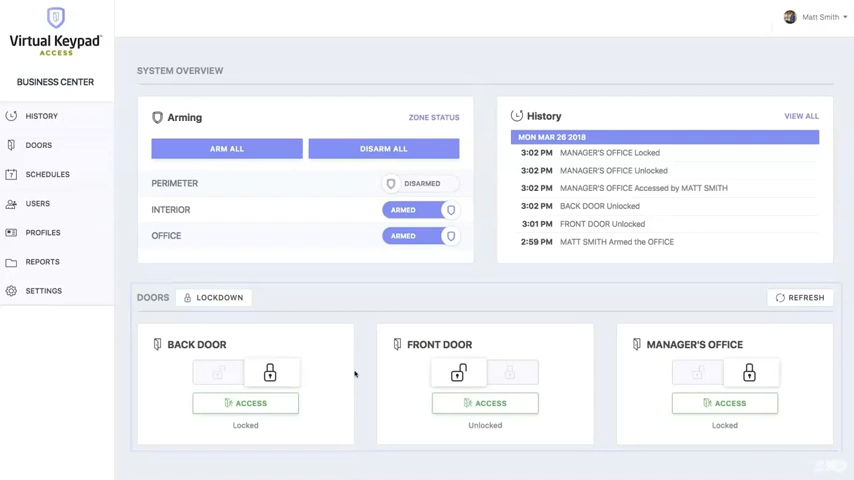 Virtual Keypad
ACCESS
BUSINESS CENTER
HISTORY
DOORS
SCHEDULES
USERS
PROFILES
REPORTS
SETTINGS
Matt Smith
SYSTEM OVERVIEW
Arming
ZONE STATUS
ARM ALL
DISARM ALL
PERIMETER
DISARMED
INTERIOR
ARMED
OFFICE
ARMED
History
VIEW ALL
MON MAR 26 2018
3:02 PM MANAGER'S OFFICE Locked
3:02 PM MANAGER'S OFFICE Unlocked
3:02 PM MANAGER'S OFFICE Accessed by MATT SMITH
3:02 PM BACK DOOR Unlocked
3:01 PM FRONT DOOR Unlocked
2:59 PM MATT SMITH Armed the OFFICE
DOORS
LOCKDOWN
REFRESH
BACK DOOR
ACCESS
Locked
FRONT DOOR
ACCESS
Unlocked
MANAGER'S OFFICE
ACCESS
Locked